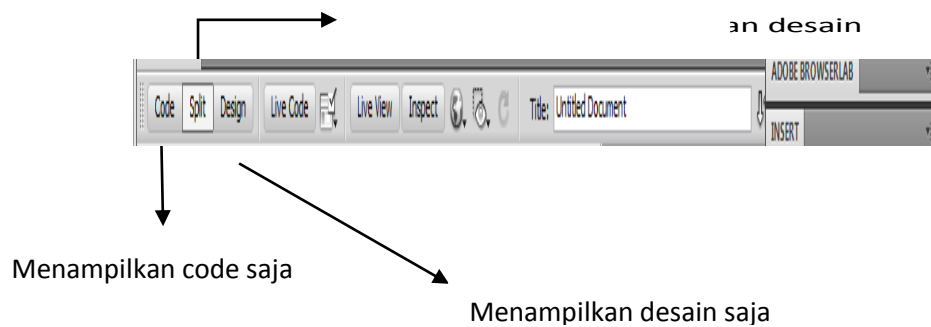 desain
ADOBE BROWSERLAB
Code Split Design Live Code Live View Inspect Title: Untitled Document
INSERT
Menampilkan code saja
Menampilkan desain saja